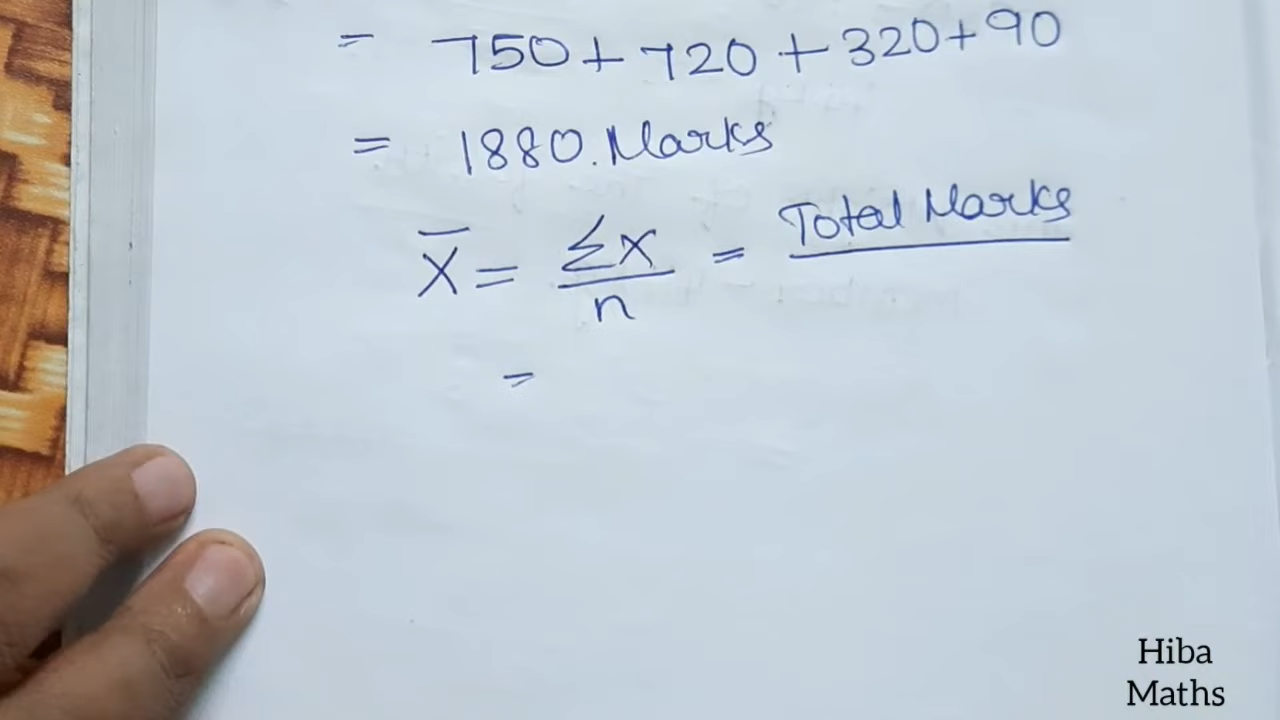 = 750 + 720 + 320 + 90
= 1880. Marks
X̄ = Σx/n = Total Marks
=
Hiba
Maths